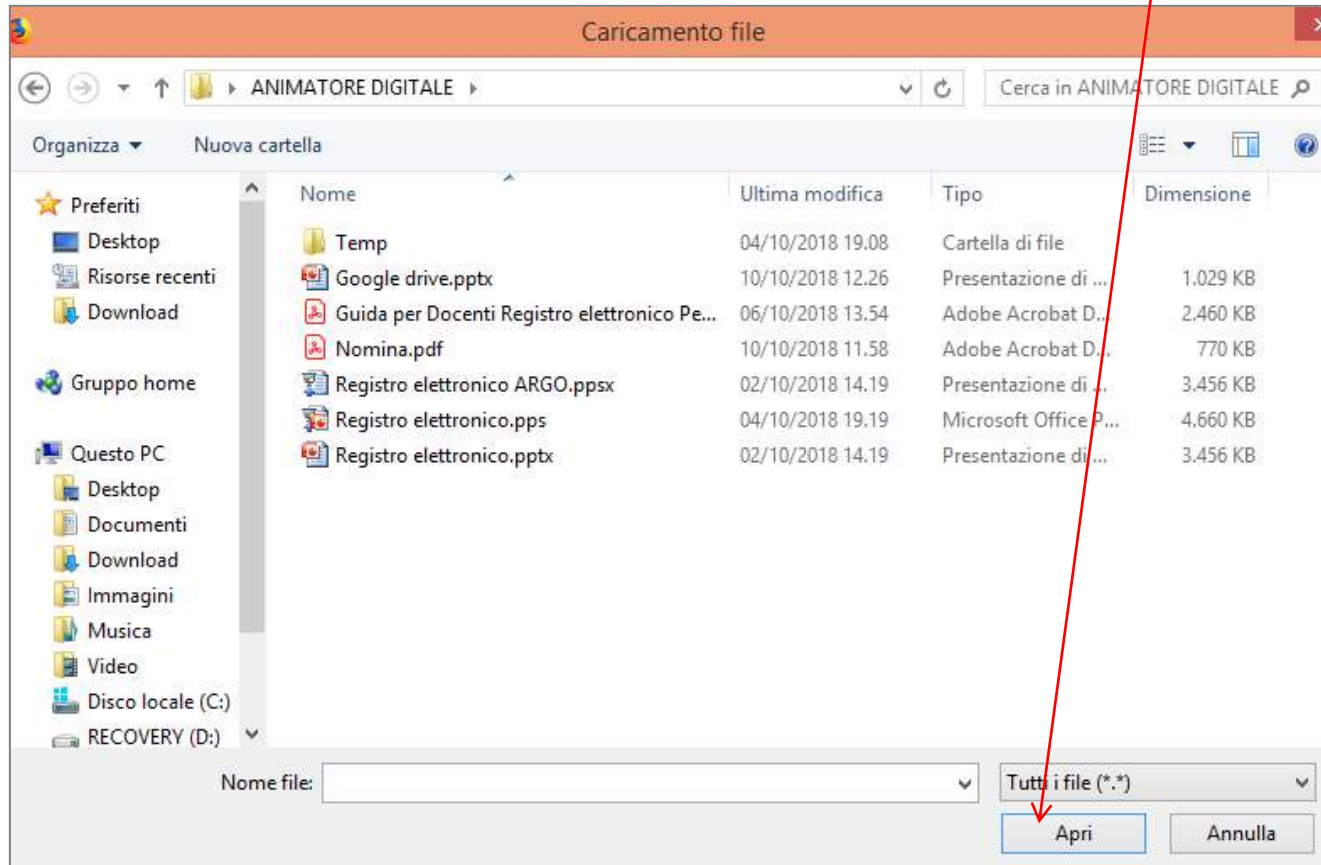 Caricamento file
ANIMATORE DIGITALE
Cerca in ANIMATORE DIGITALE
Organizza Nuova cartella
Nome Ultima modifica Tipo Dimensione
Preferiti
Desktop
Risorse recenti
Download
Gruppo home
Questo PC
Desktop
Documenti
Download
Immagini
Musica
Video
Disco locale (C:)
RECOVERY (D:)
Temp 04/10/2018 19.08 Cartella di file
Google drive.pptx 10/10/2018 12.26 Presentazione di ... 1.029 KB
Guida per Docenti Registro elettronico Pe... 06/10/2018 13.54 Adobe Acrobat D... 2.460 KB
Nomina.pdf 10/10/2018 11.58 Adobe Acrobat D... 770 KB
Registro elettronico ARGO.ppsx 02/10/2018 14.19 Presentazione di ... 3.456 KB
Registro elettronico.pps 04/10/2018 19.19 Microsoft Office P... 4.660 KB
Registro elettronico.pptx 02/10/2018 14.19 Presentazione di ... 3.456 KB
Nome file: Tutti i file (*.*)
Apri Annulla